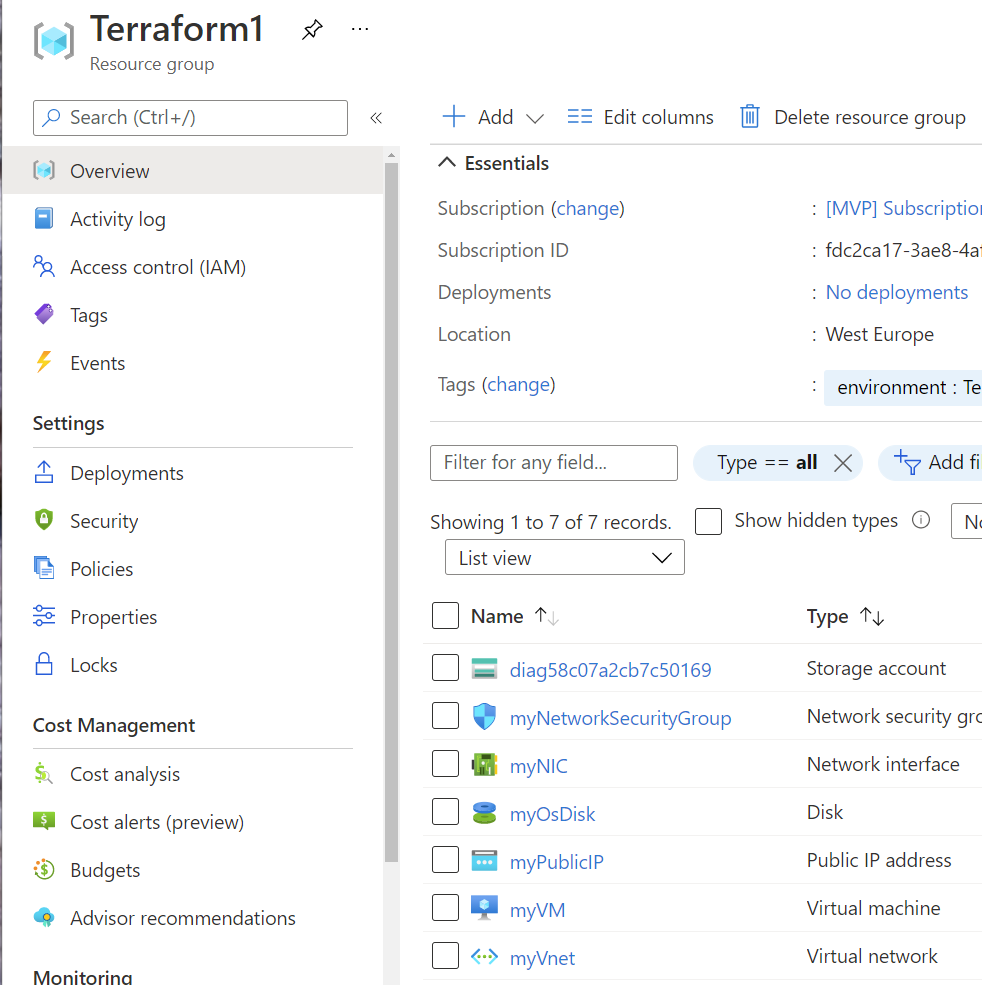 Terraform1
Resource group
Search (Ctrl+/)
Overview
Activity log
Access control (IAM)
Tags
Events
Settings
Deployments
Security
Policies
Properties
Locks
Cost Management
Cost analysis
Cost alerts (preview)
Budgets
Advisor recommendations
Monitoring
Add
Edit columns
Delete resource group
Essentials
Subscription (change) : [MVP] Subscription
Subscription ID : fdc2ca17-3ae8-4a
Deployments : No deployments
Location : West Europe
Tags (change) : environment : Te
Filter for any field...
Type == all
Add fi
Showing 1 to 7 of 7 records.
Show hidden types
No
List view
Name
Type
diag58c07a2cb7c50169 Storage account
myNetworkSecurityGroup Network security gro
myNIC Network interface
myOsDisk Disk
myPublicIP Public IP address
myVM Virtual machine
myVnet Virtual network